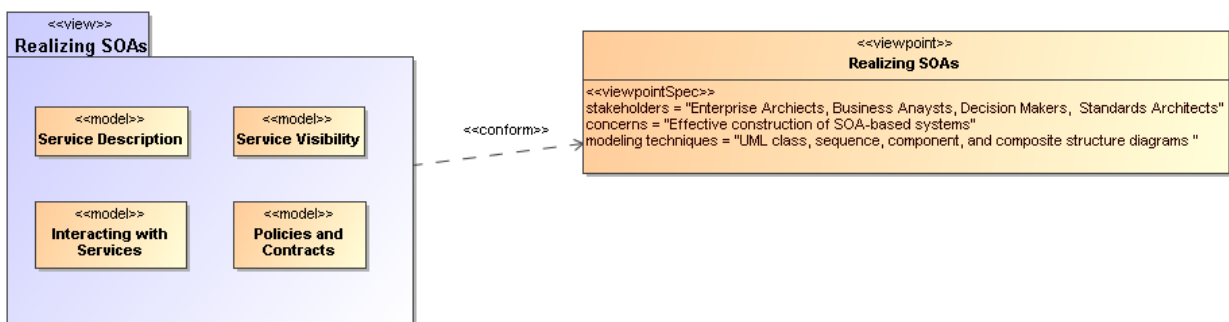 <<view>>
Realizing SOAs
<<model>>
Service Description
<<model>>
Service Visibility
<<model>>
Interacting with
Services
<<model>>
Policies and
Contracts
<<conform>>
<<viewpoint>>
Realizing SOAs
<<viewpointSpec>>
stakeholders = "Enterprise Archiects, Business Anaysts, Decision Makers,  Standards Architects"
concerns = "Effective construction of SOA-based systems"
modeling techniques = "UML class, sequence, component, and composite structure diagrams "